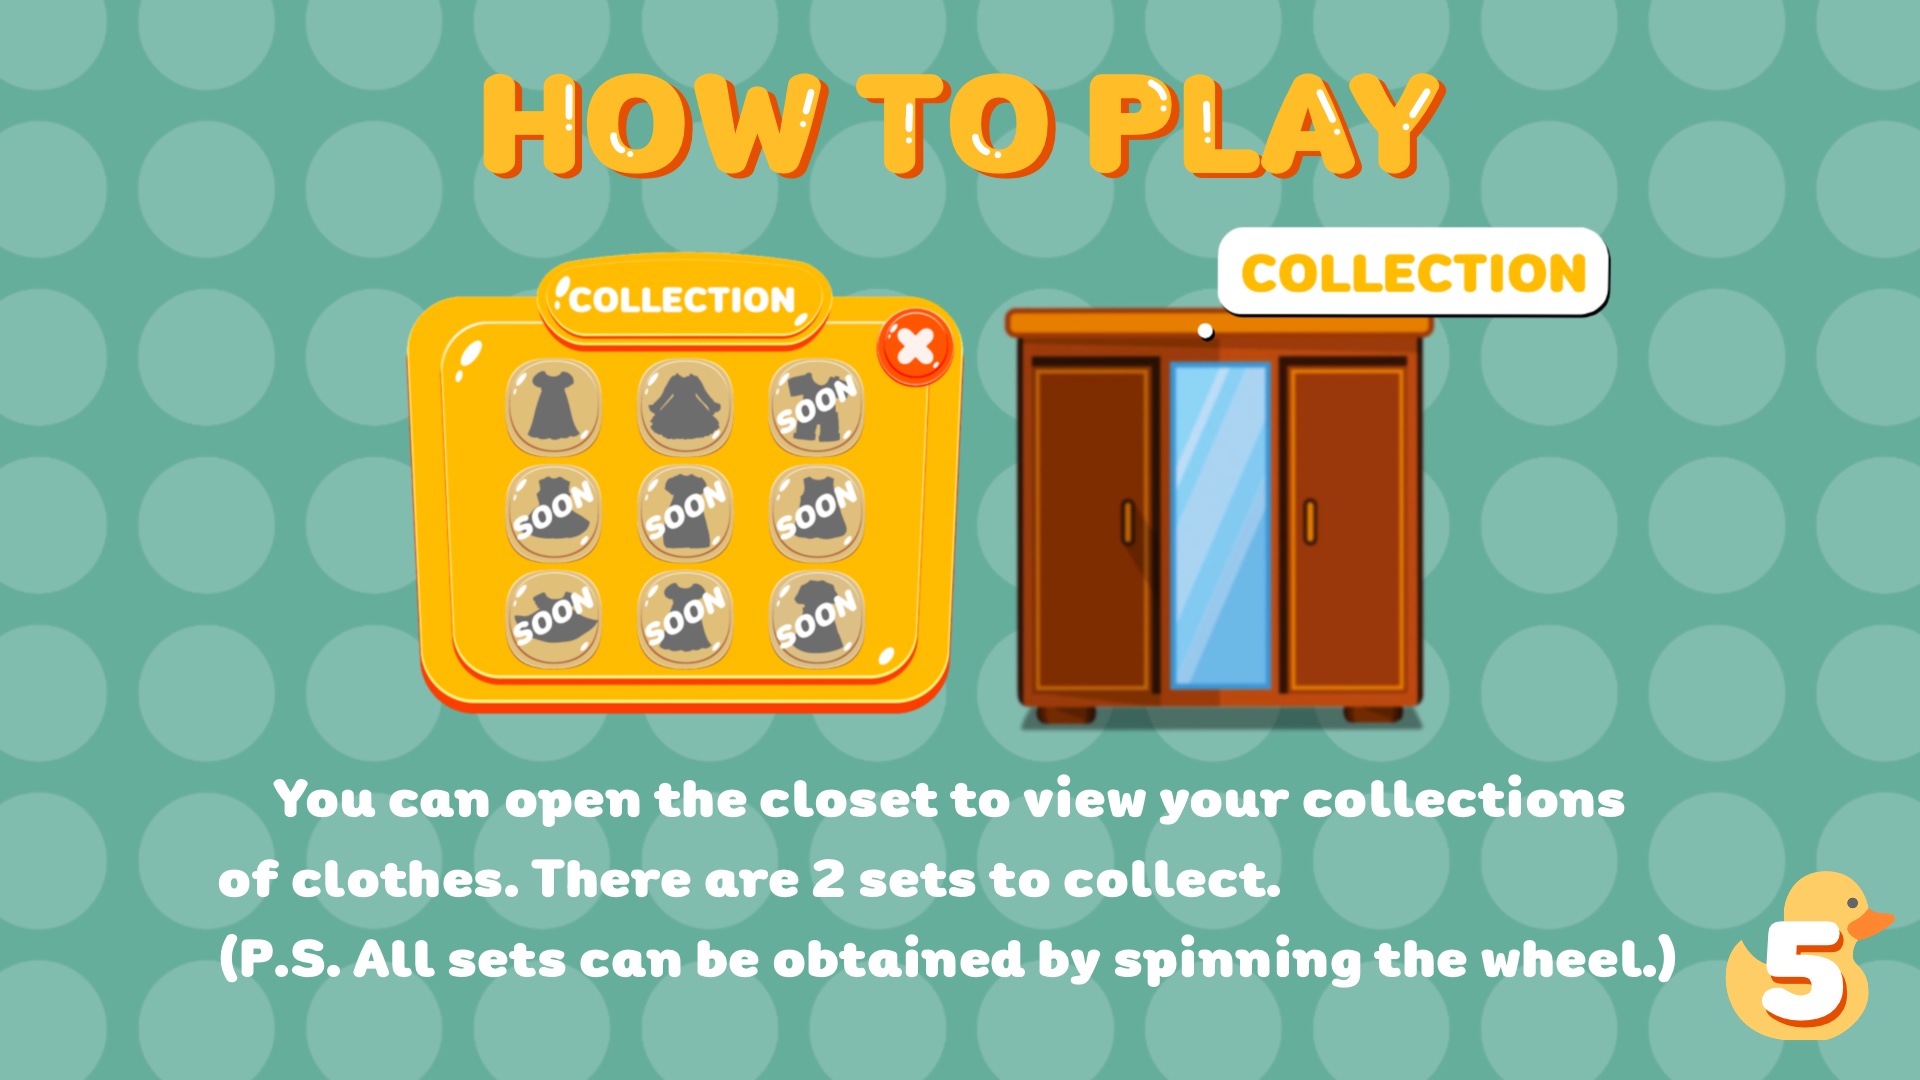 HOW TO PLAY
COLLECTION
COLLECTION
SOON
SOON
SOON
SOON
SOON
SOON
SOON
You can open the closet to view your collections
of clothes. There are 2 sets to collect.
(P.S. All sets can be obtained by spinning the wheel.)
5